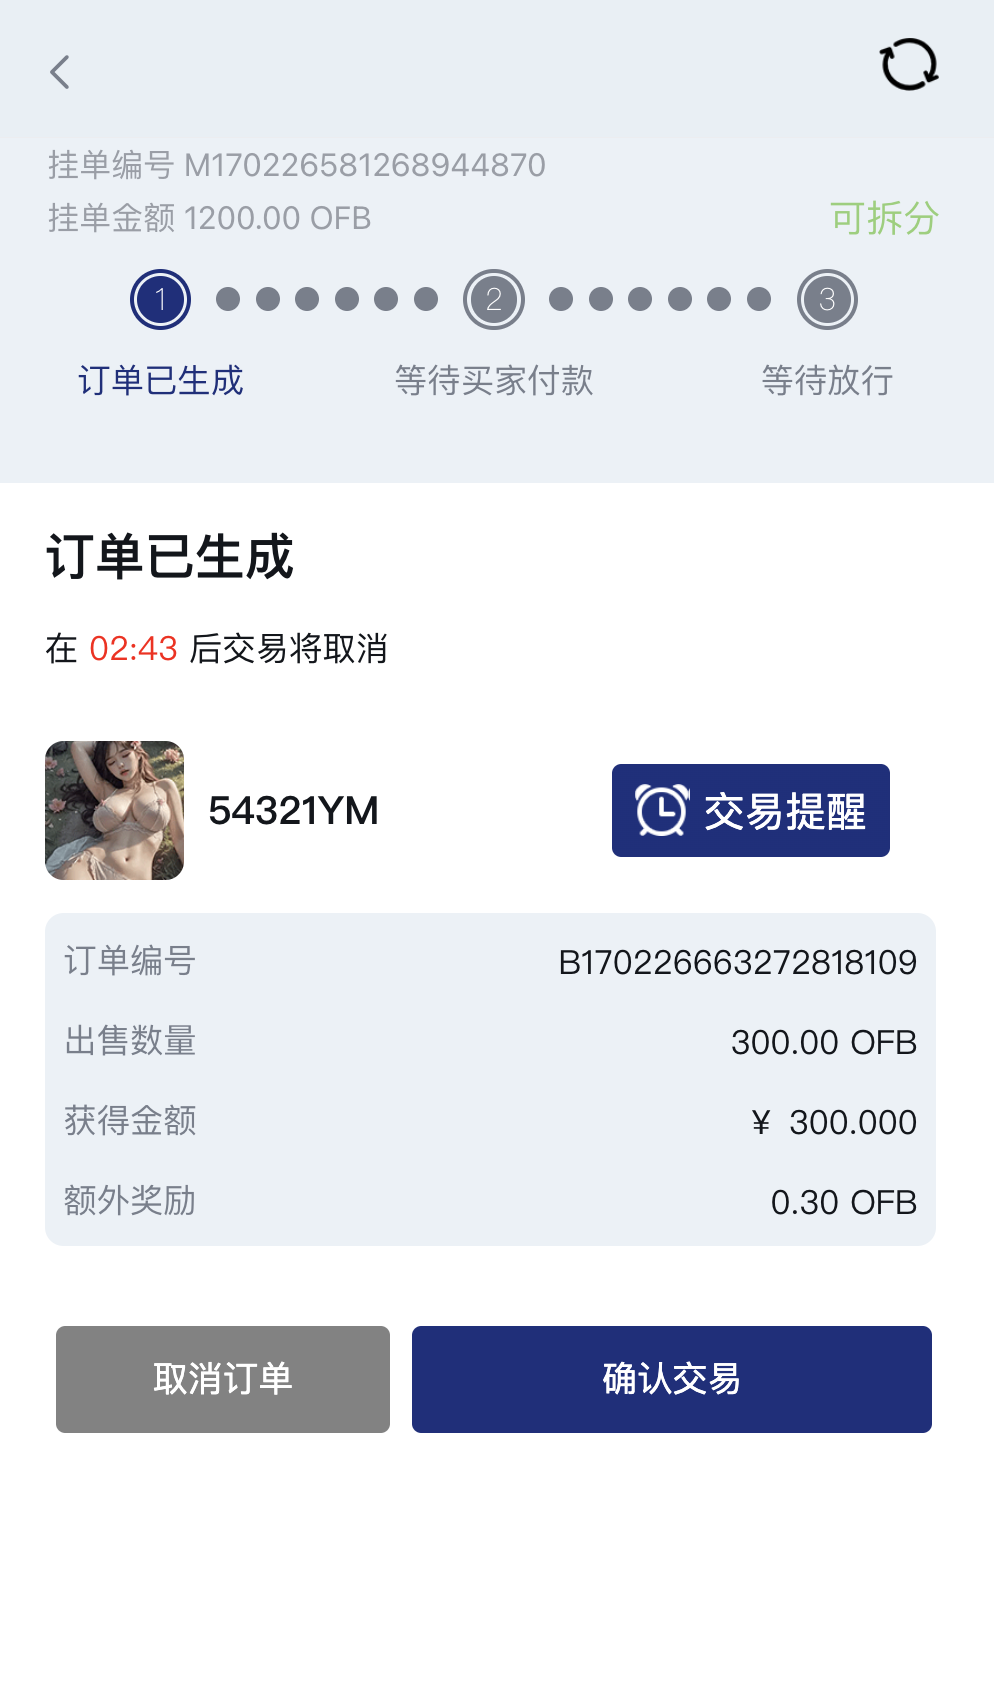 挂单编号 M170226581268944870
挂单金额 1200.00 OFB
可拆分
1
2
3
订单已生成
等待买家付款
等待放行
订单已生成
在 02:43 后交易将取消
54321YM
交易提醒
订单编号 B170226663272818109
出售数量 300.00 OFB
获得金额 ¥ 300.000
额外奖励 0.30 OFB
取消订单
确认交易